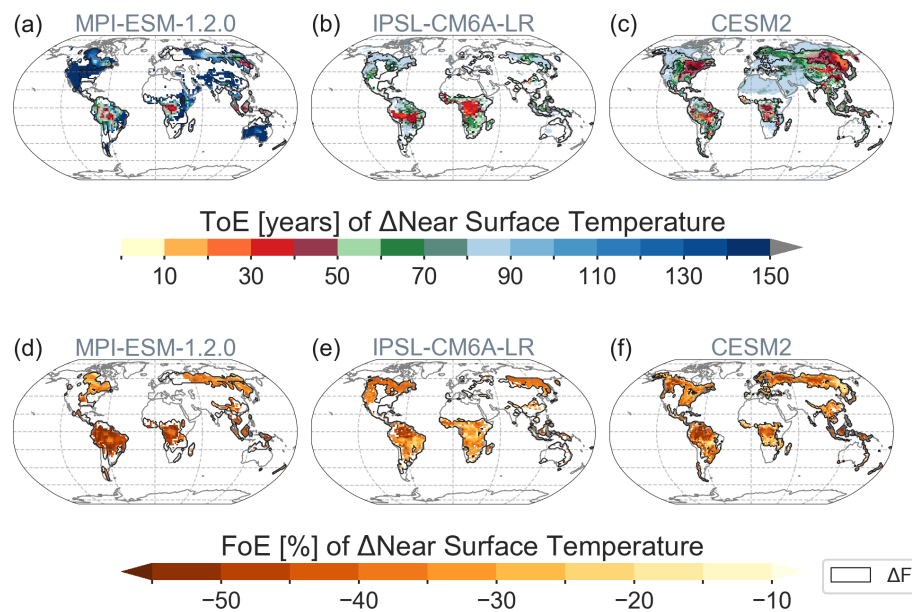 (a) MPI-ESM-1.2.0 (b) IPSL-CM6A-LR (c) CESM2
ToE [years] of ΔNear Surface Temperature
10 30 50 70 90 110 130 150
(d) MPI-ESM-1.2.0 (e) IPSL-CM6A-LR (f) CESM2
FoE [%] of ΔNear Surface Temperature
ΔF
−50 −40 −30 −20 −10